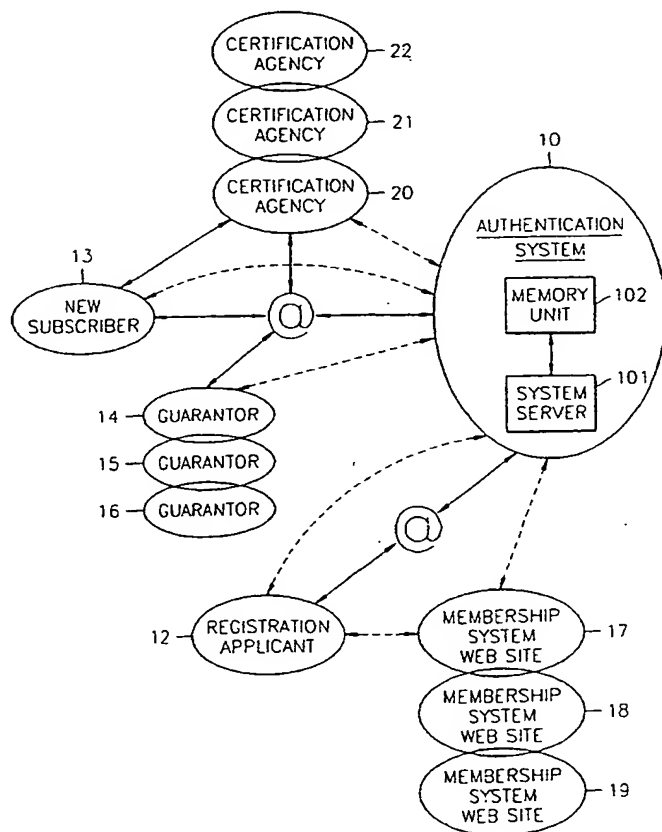 CERTIFICATION
AGENCY
22
CERTIFICATION
AGENCY
21
CERTIFICATION
AGENCY
20
10
AUTHENTICATION
SYSTEM
MEMORY
UNIT
102
SYSTEM
SERVER
101
13
NEW
SUBSCRIBER
@
14
GUARANTOR
15
GUARANTOR
16
GUARANTOR
@
12
REGISTRATION
APPLICANT
MEMBERSHIP
SYSTEM
WEB SITE
17
MEMBERSHIP
SYSTEM
WEB SITE
18
MEMBERSHIP
SYSTEM
WEB SITE
19